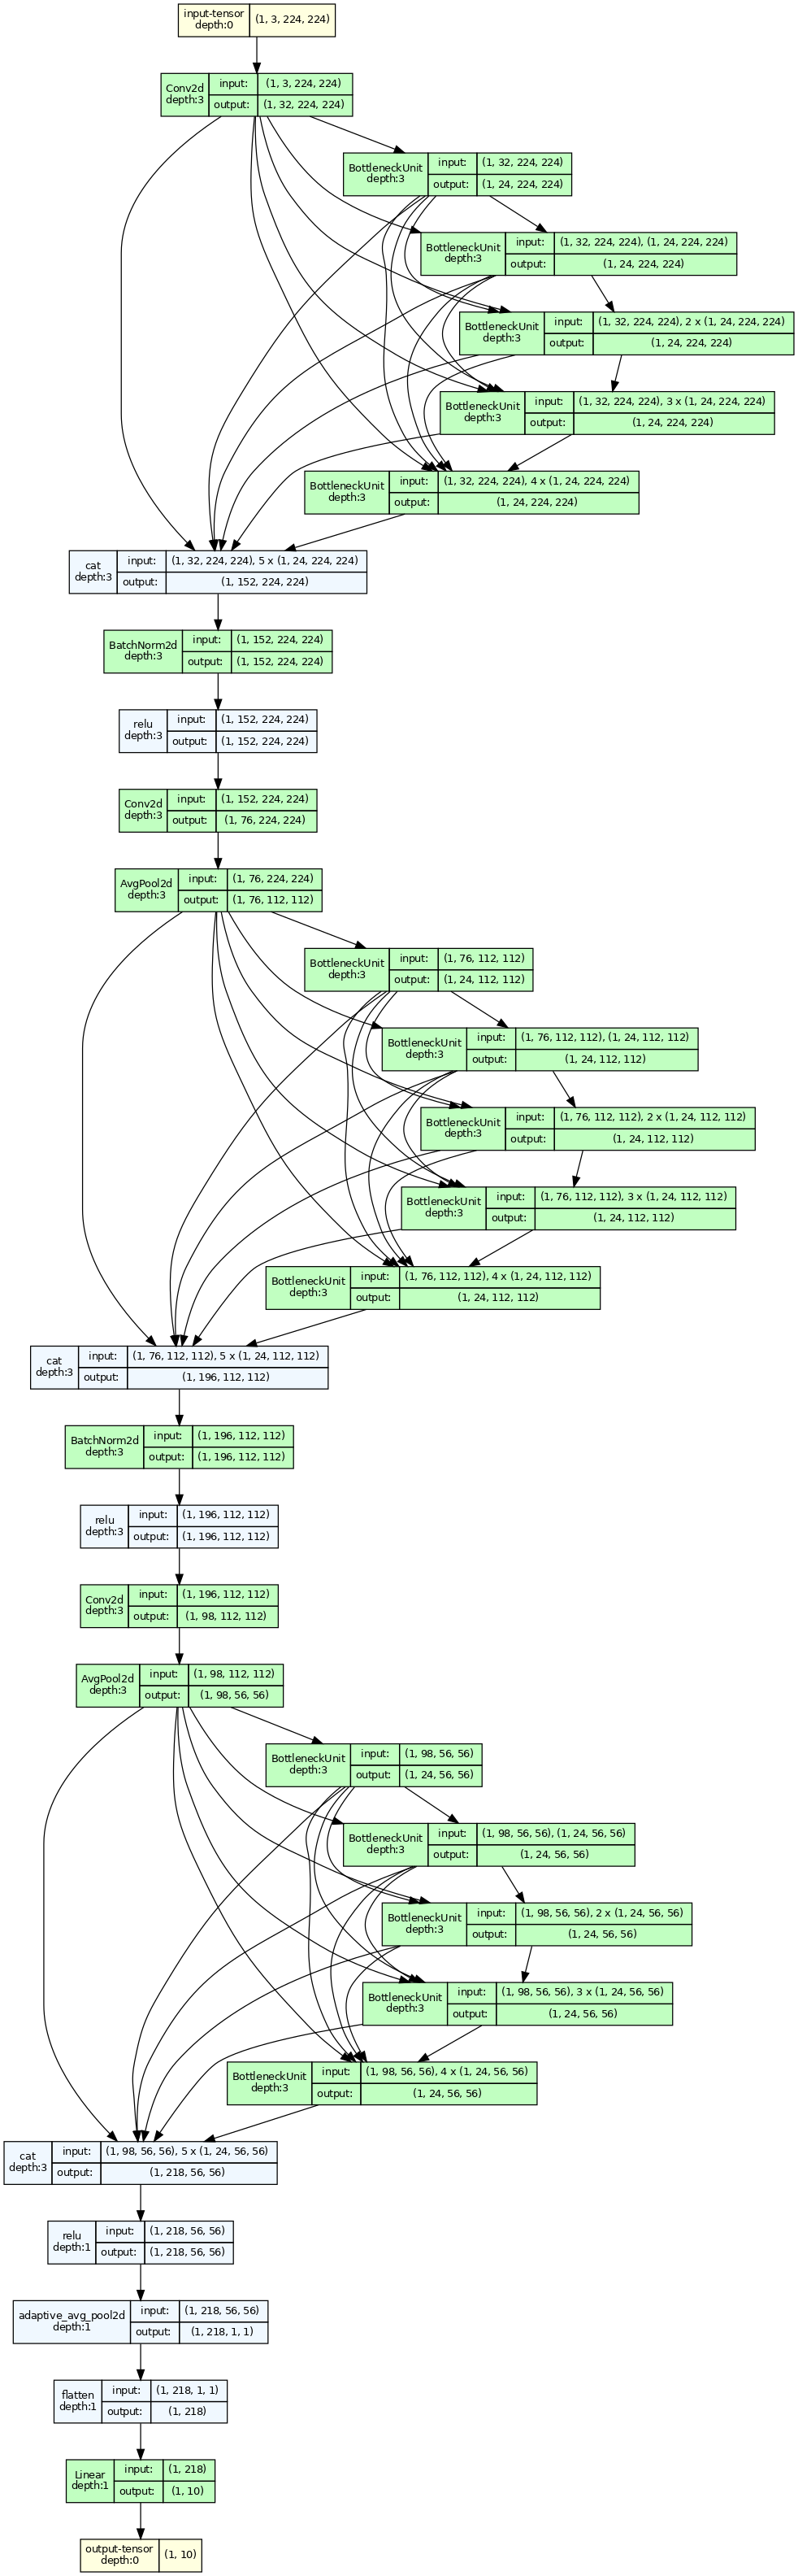 input-tensor
depth:0
(1, 3, 224, 224)
Conv2d
depth:3
input:
(1, 3, 224, 224)
output:
(1, 32, 224, 224)
BottleneckUnit
depth:3
input:
(1, 32, 224, 224)
output:
(1, 24, 224, 224)
BottleneckUnit
depth:3
input:
(1, 32, 224, 224), (1, 24, 224, 224)
output:
(1, 24, 224, 224)
BottleneckUnit
depth:3
input:
(1, 32, 224, 224), 2 x (1, 24, 224, 224)
output:
(1, 24, 224, 224)
BottleneckUnit
depth:3
input:
(1, 32, 224, 224), 3 x (1, 24, 224, 224)
output:
(1, 24, 224, 224)
BottleneckUnit
depth:3
input:
(1, 32, 224, 224), 4 x (1, 24, 224, 224)
output:
(1, 24, 224, 224)
cat
depth:3
input:
(1, 32, 224, 224), 5 x (1, 24, 224, 224)
output:
(1, 152, 224, 224)
BatchNorm2d
depth:3
input:
(1, 152, 224, 224)
output:
(1, 152, 224, 224)
relu
depth:3
input:
(1, 152, 224, 224)
output:
(1, 152, 224, 224)
Conv2d
depth:3
input:
(1, 152, 224, 224)
output:
(1, 76, 224, 224)
AvgPool2d
depth:3
input:
(1, 76, 224, 224)
output:
(1, 76, 112, 112)
BottleneckUnit
depth:3
input:
(1, 76, 112, 112)
output:
(1, 24, 112, 112)
BottleneckUnit
depth:3
input:
(1, 76, 112, 112), (1, 24, 112, 112)
output:
(1, 24, 112, 112)
BottleneckUnit
depth:3
input:
(1, 76, 112, 112), 2 x (1, 24, 112, 112)
output:
(1, 24, 112, 112)
BottleneckUnit
depth:3
input:
(1, 76, 112, 112), 3 x (1, 24, 112, 112)
output:
(1, 24, 112, 112)
BottleneckUnit
depth:3
input:
(1, 76, 112, 112), 4 x (1, 24, 112, 112)
output:
(1, 24, 112, 112)
cat
depth:3
input:
(1, 76, 112, 112), 5 x (1, 24, 112, 112)
output:
(1, 196, 112, 112)
BatchNorm2d
depth:3
input:
(1, 196, 112, 112)
output:
(1, 196, 112, 112)
relu
depth:3
input:
(1, 196, 112, 112)
output:
(1, 196, 112, 112)
Conv2d
depth:3
input:
(1, 196, 112, 112)
output:
(1, 98, 112, 112)
AvgPool2d
depth:3
input:
(1, 98, 112, 112)
output:
(1, 98, 56, 56)
BottleneckUnit
depth:3
input:
(1, 98, 56, 56)
output:
(1, 24, 56, 56)
BottleneckUnit
depth:3
input:
(1, 98, 56, 56), (1, 24, 56, 56)
output:
(1, 24, 56, 56)
BottleneckUnit
depth:3
input:
(1, 98, 56, 56), 2 x (1, 24, 56, 56)
output:
(1, 24, 56, 56)
BottleneckUnit
depth:3
input:
(1, 98, 56, 56), 3 x (1, 24, 56, 56)
output:
(1, 24, 56, 56)
BottleneckUnit
depth:3
input:
(1, 98, 56, 56), 4 x (1, 24, 56, 56)
output:
(1, 24, 56, 56)
cat
depth:3
input:
(1, 98, 56, 56), 5 x (1, 24, 56, 56)
output:
(1, 218, 56, 56)
relu
depth:1
input:
(1, 218, 56, 56)
output:
(1, 218, 56, 56)
adaptive_avg_pool2d
depth:1
input:
(1, 218, 56, 56)
output:
(1, 218, 1, 1)
flatten
depth:1
input:
(1, 218, 1, 1)
output:
(1, 218)
Linear
depth:1
input:
(1, 218)
output:
(1, 10)
output-tensor
depth:0
(1, 10)